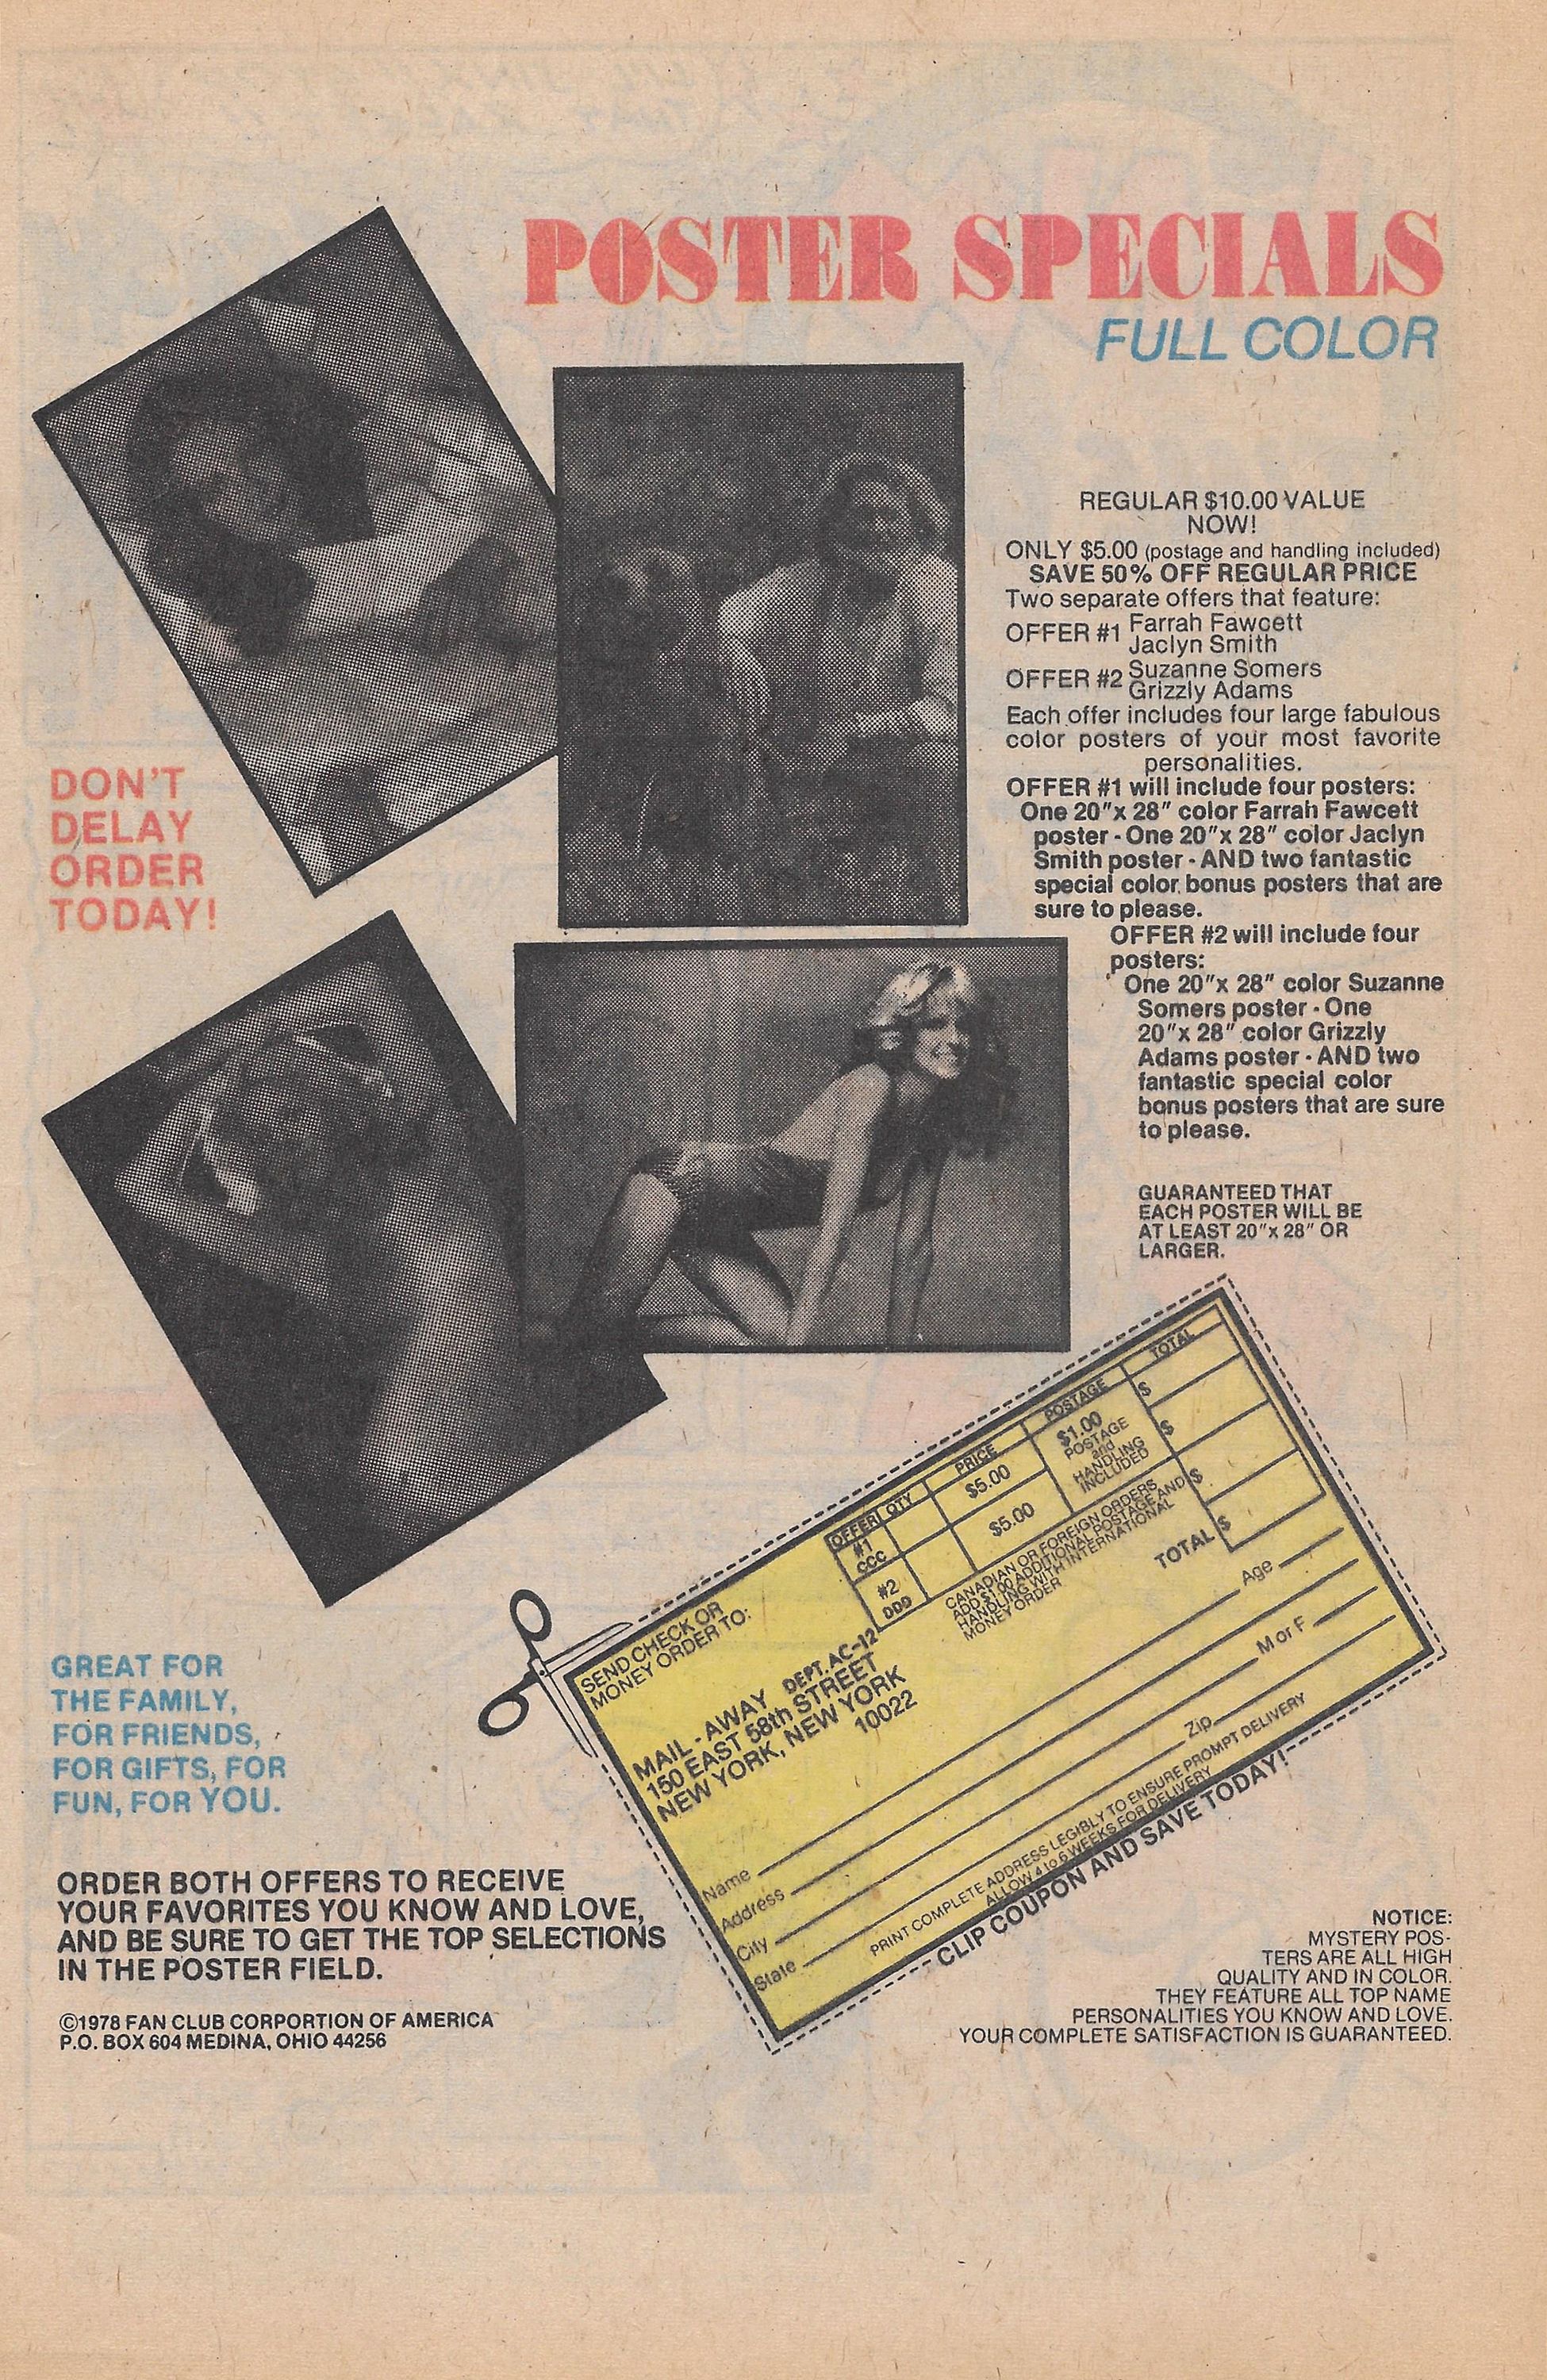 POSTER SPECIALS
FULL COLOR
REGULAR $10.00 VALUE
NOW!
ONLY $5.00 (postage and handling included)
SAVE 50% OFF REGULAR PRICE
Two separate offers that feature:
OFFER #1 Farrah Fawcett
Jaclyn Smith
OFFER #2 Suzanne Somers
Grizzly Adams
Each offer includes four large fabulous
color posters of your most favorite
personalities.
OFFER #1 will include four posters:
One 20"x 28" color Farrah Fawcett
poster - One 20"x 28" color Jaclyn
Smith poster - AND two fantastic
special color bonus posters that are
sure to please.
OFFER #2 will include four
posters:
One 20"x 28" color Suzanne
Somers poster - One
20"x 28" color Grizzly
Adams poster - AND two
fantastic special color
bonus posters that are sure
to please.
GUARANTEED THAT
EACH POSTER WILL BE
AT LEAST 20"x 28" OR
LARGER.
DON'T
DELAY
ORDER
TODAY!
GREAT FOR
THE FAMILY,
FOR FRIENDS,
FOR GIFTS, FOR
FUN, FOR YOU.
ORDER BOTH OFFERS TO RECEIVE
YOUR FAVORITES YOU KNOW AND LOVE,
AND BE SURE TO GET THE TOP SELECTIONS
IN THE POSTER FIELD.
©1978 FAN CLUB CORPORTION OF AMERICA
P.O. BOX 604 MEDINA, OHIO 44256
SEND CHECK OR
MONEY ORDER TO:
MAIL - AWAY DEPT. AC-12
150 EAST 58th STREET
NEW YORK, NEW YORK
10022
OFFER QTY PRICE POSTAGE TOTAL
#1
CCC
$5.00
$1.00
POSTAGE
and
HANDLING
INCLUDED
$
#2
DDD
$5.00
$
CANADIAN OR FOREIGN ORDERS
ADD $1.00 ADDITIONAL POSTAGE AND
HANDLING WITH INTERNATIONAL
MONEY ORDER
$
TOTAL $
Name Age
Address
City M or F
State Zip
PRINT COMPLETE ADDRESS LEGIBLY TO ENSURE PROMPT DELIVERY
ALLOW 4 to 6 WEEKS FOR DELIVERY
CLIP COUPON AND SAVE TODAY!
NOTICE:
MYSTERY POS-
TERS ARE ALL HIGH
QUALITY AND IN COLOR.
THEY FEATURE ALL TOP NAME
PERSONALITIES YOU KNOW AND LOVE.
YOUR COMPLETE SATISFACTION IS GUARANTEED.